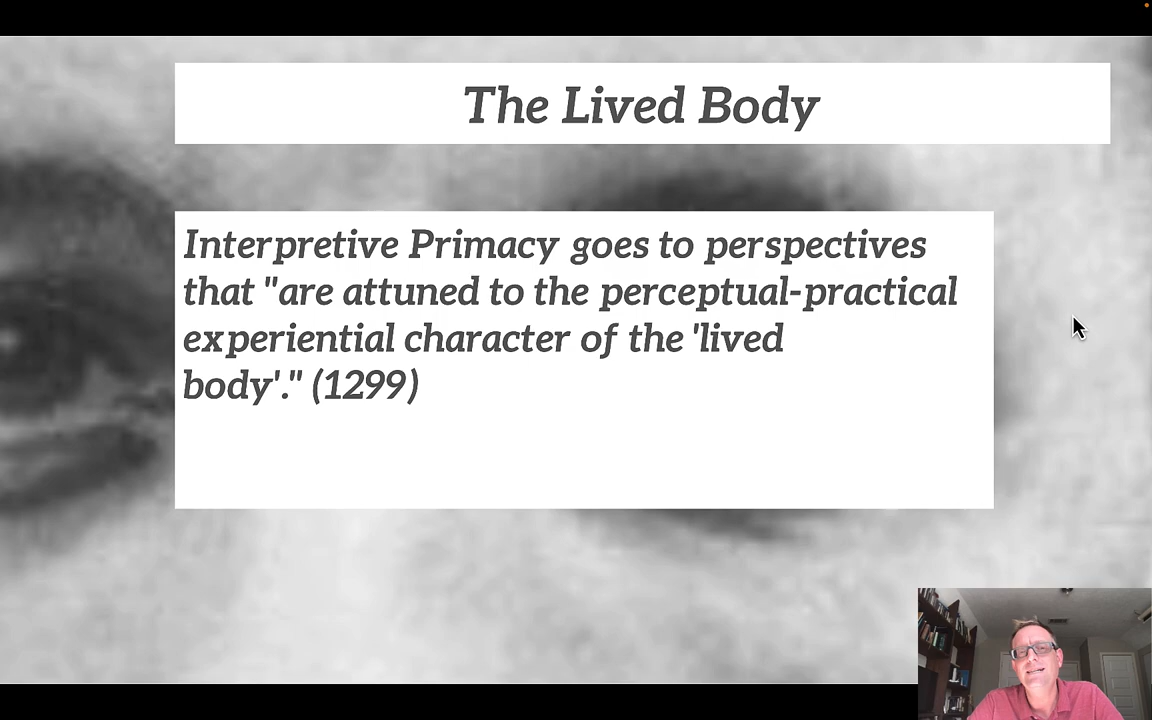 The Lived Body
Interpretive Primacy goes to perspectives
that "are attuned to the perceptual-practical
experiential character of the 'lived
body'." (1299)